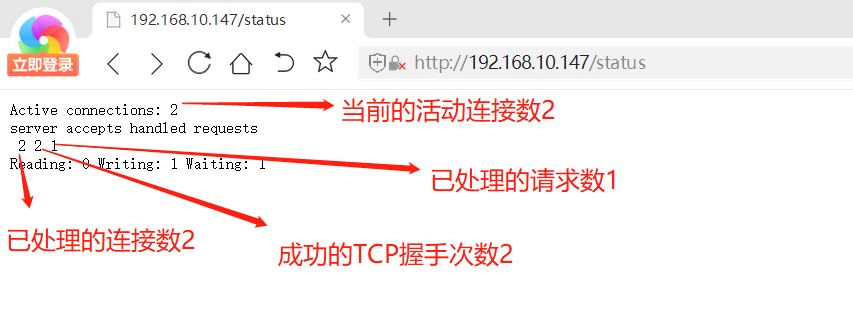 192.168.10.147/status
立即登录
http://192.168.10.147/status
Active connections: 2
当前的活动连接数2
server accepts handled requests
2 2 1
Reading: 0 Writing: 1 Waiting: 1
已处理的请求数1
已处理的连接数2
成功的TCP握手次数2